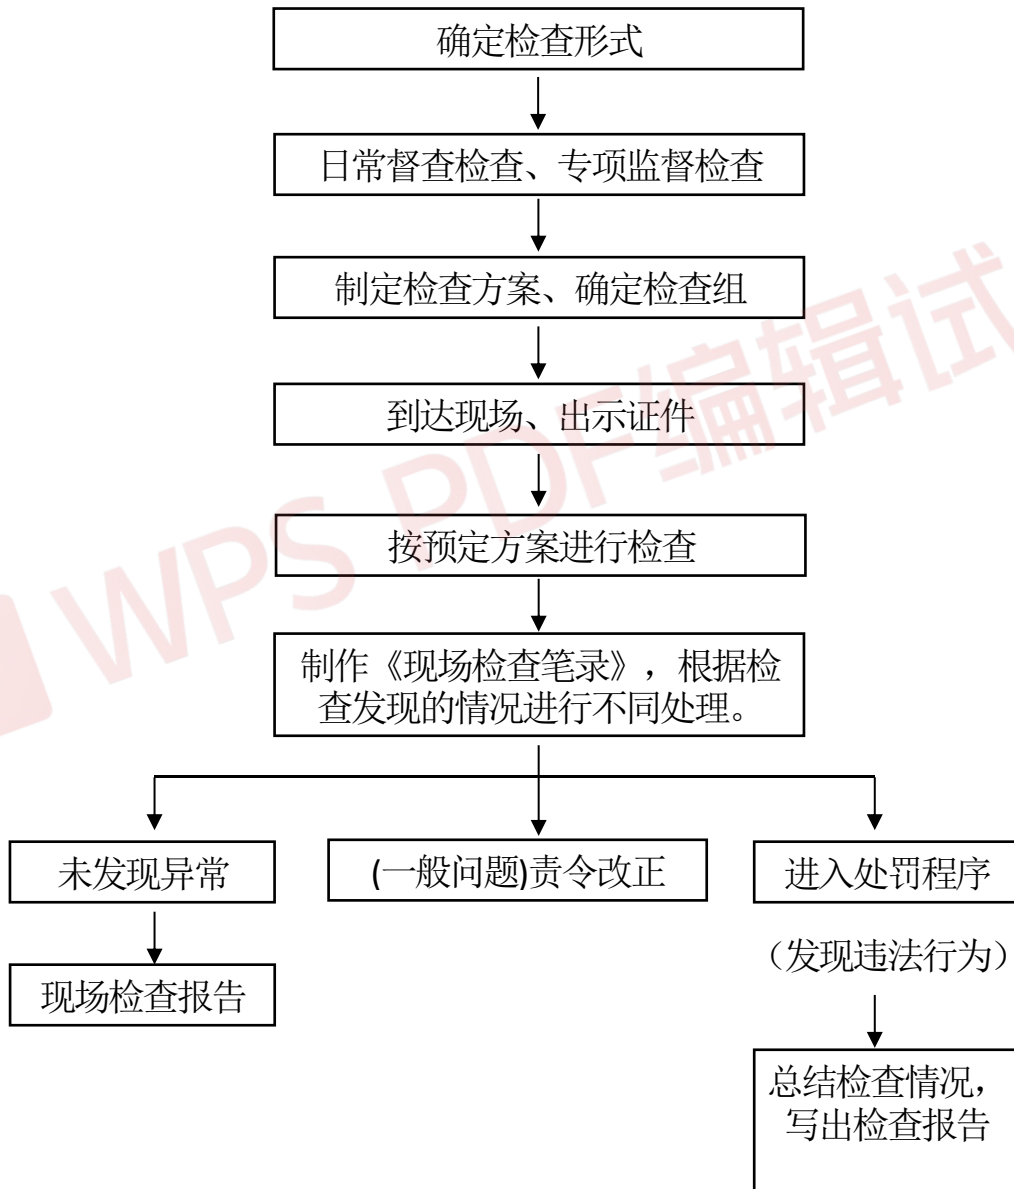 确定检查形式
日常督查检查、专项监督检查
制定检查方案、确定检查组
到达现场、出示证件
按预定方案进行检查
制作《现场检查笔录》，根据检
查发现的情况进行不同处理。
未发现异常
(一般问题)责令改正
进入处罚程序
（发现违法行为）
现场检查报告
总结检查情况，
写出检查报告
WPS PDF编辑试